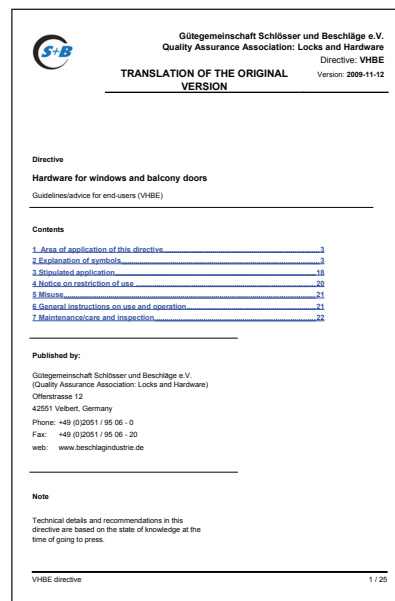 S+B
Gütegemeinschaft Schlösser und Beschläge e.V.
Quality Assurance Association: Locks and Hardware
Directive: VHBE
TRANSLATION OF THE ORIGINAL
VERSION
Version: 2009-11-12
Directive
Hardware for windows and balcony doors
Guidelines/advice for end-users (VHBE)
Contents
1 Area of application of this directive 3
2 Explanation of symbols 3
3 Stipulated application 18
4 Notice on restriction of use 20
5 Misuse 21
6 General instructions on use and operation 21
7 Maintenance/care and inspection 22
Published by:
Gütegemeinschaft Schlösser und Beschläge e.V.
(Quality Assurance Association: Locks and Hardware)
Offerstrasse 12
42551 Velbert, Germany
Phone: +49 (0)2051 / 95 06 - 0
Fax: +49 (0)2051 / 95 06 - 20
web: www.beschlagindustrie.de
Note
Technical details and recommendations in this
directive are based on the state of knowledge at the
time of going to press.
VHBE directive 1 / 25